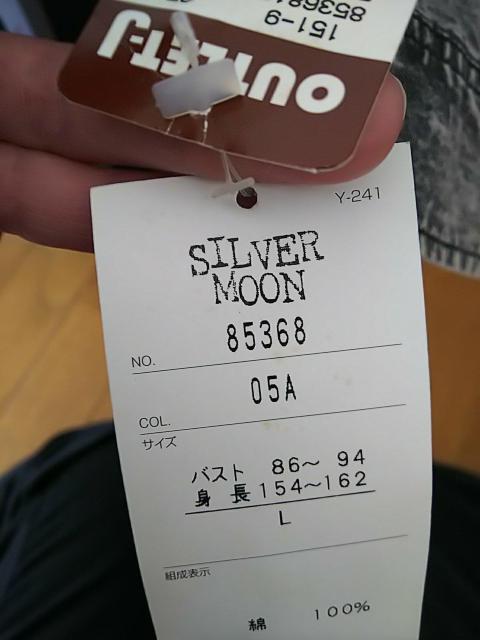 OUTLET-J
151-9
Y-241
SILVER
MOON
NO. 85368
COL. 05A
サイズ
バスト 86〜 94
身 長 154〜162
L
組成表示
綿 100%